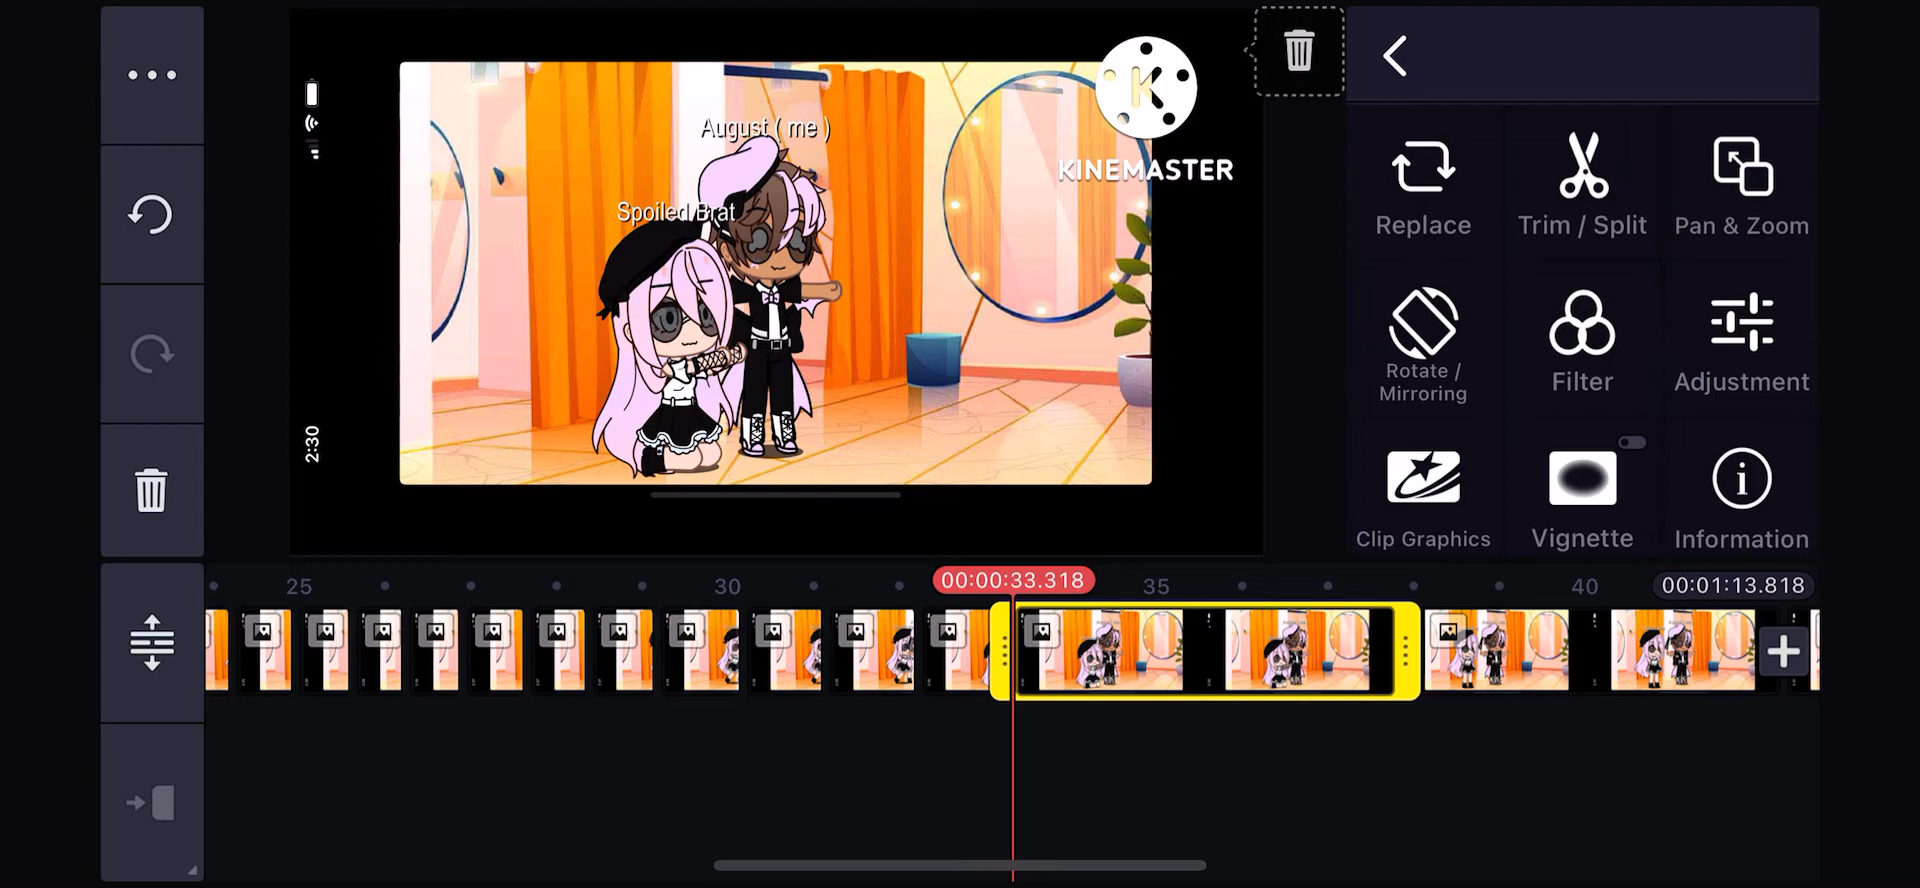 August ( me )
Spoiled Brat
K
KINEMASTER
2:30
Replace
Trim / Split
Pan & Zoom
Rotate /
Mirroring
Filter
Adjustment
Clip Graphics
Vignette
Information
25
30
00:00:33.318
35
40
00:01:13.818